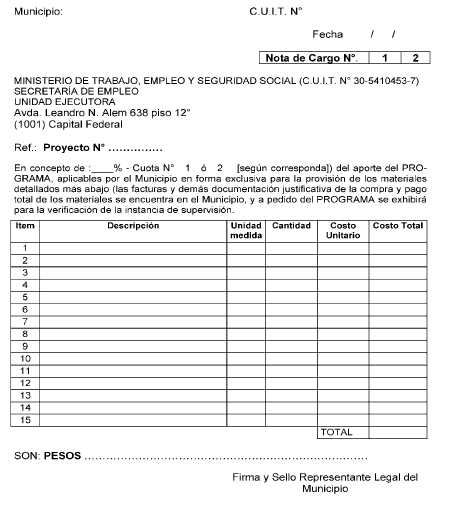 Municipio: C.U.I.T. N°
Fecha / /
Nota de Cargo N°. 1 2
MINISTERIO DE TRABAJO, EMPLEO Y SEGURIDAD SOCIAL (C.U.I.T. N° 30-5410453-7)
SECRETARÍA DE EMPLEO
UNIDAD EJECUTORA
Avda. Leandro N. Alem 638 piso 12°
(1001) Capital Federal
Ref.: Proyecto N° ...............
En concepto de :____% - Cuota N° 1 ó 2 [según corresponda]) del aporte del PRO-
GRAMA, aplicables por el Municipio en forma exclusiva para la provisión de los materiales
detallados más abajo (las facturas y demás documentación justificativa de la compra y pago
total de los materiales se encuentra en el Municipio, y a pedido del PROGRAMA se exhibirá
para la verificación de la instancia de supervisión.
Item Descripción Unidad medida Cantidad Costo Unitario Costo Total
1
2
3
4
5
6
7
8
9
10
11
12
13
14
15
TOTAL
SON: PESOS ......................................................................
Firma y Sello Representante Legal del
Municipio